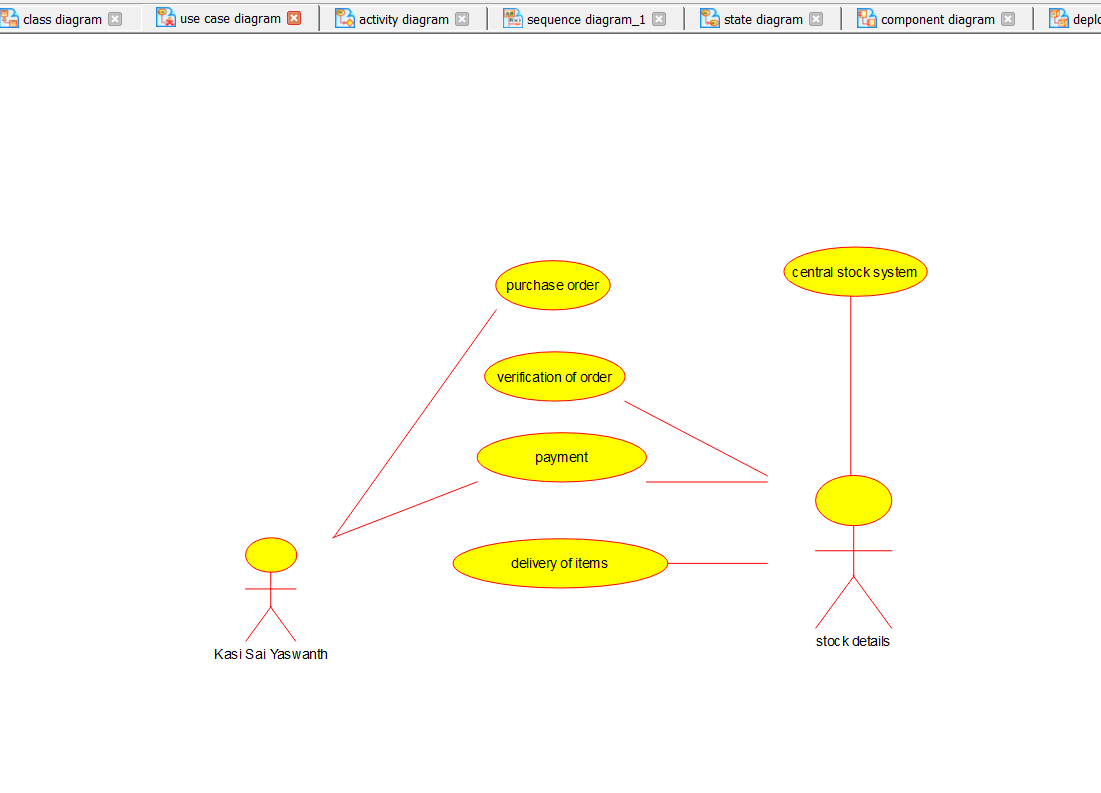 class diagram
use case diagram
activity diagram
sequence diagram_1
state diagram
component diagram
deplo
purchase order
central stock system
verification of order
payment
delivery of items
stock details
Kasi Sai Yaswanth